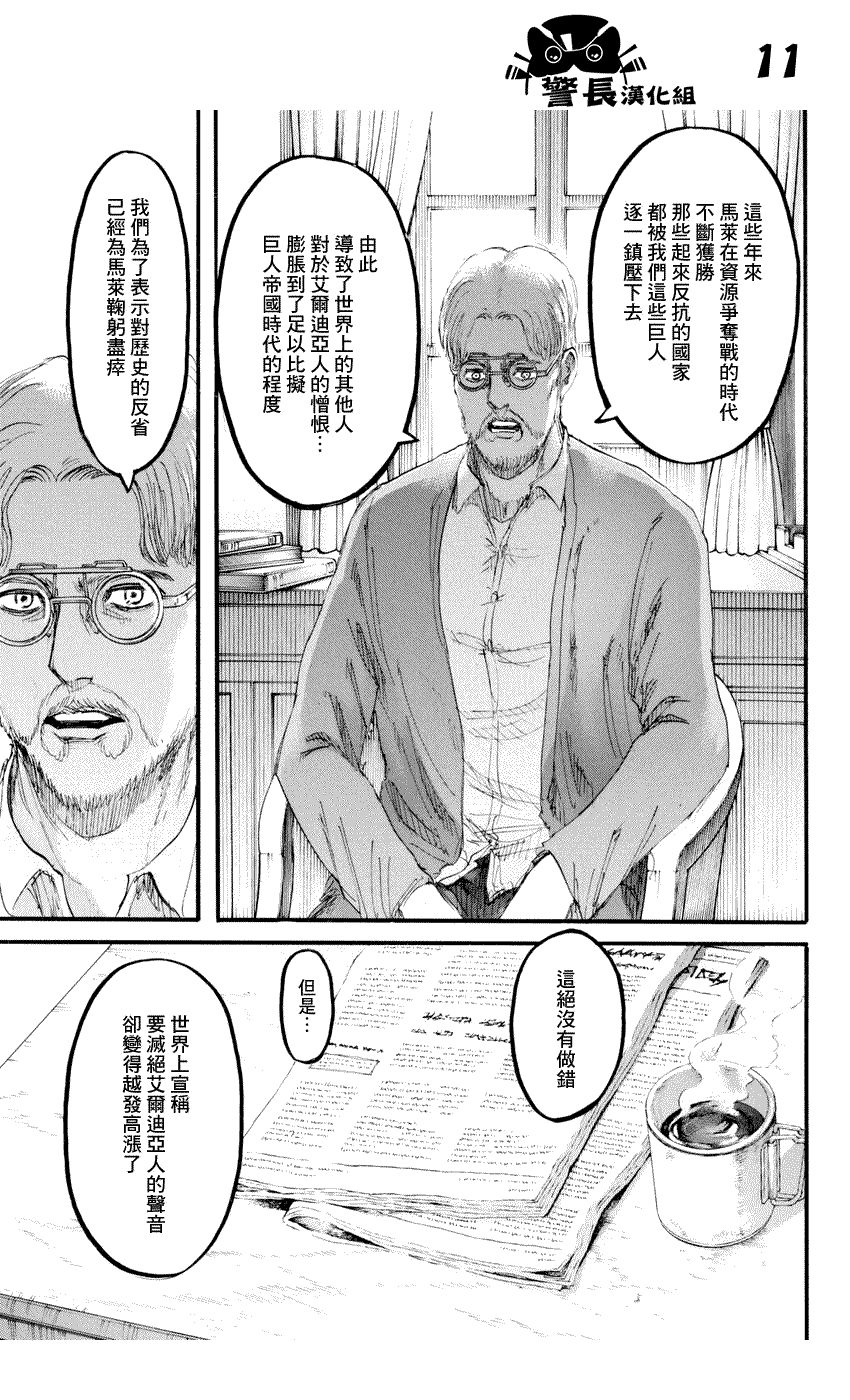 警長漢化組
11
這些年來
馬萊在資源爭奪戰的時代
不斷獲勝
那些起來反抗的國家
都被我們這些巨人
逐一鎮壓下去
由此
導致了世界上的其他人
對於艾爾迪亞人的憎恨…
膨脹到了足以比擬
巨人帝國時代的程度
我們為了表示對歷史的反省
已經為馬萊鞠躬盡瘁
這絕沒有做錯
但是…
世界上宣稱
要滅絕艾爾迪亞人的聲音
卻變得越發高漲了